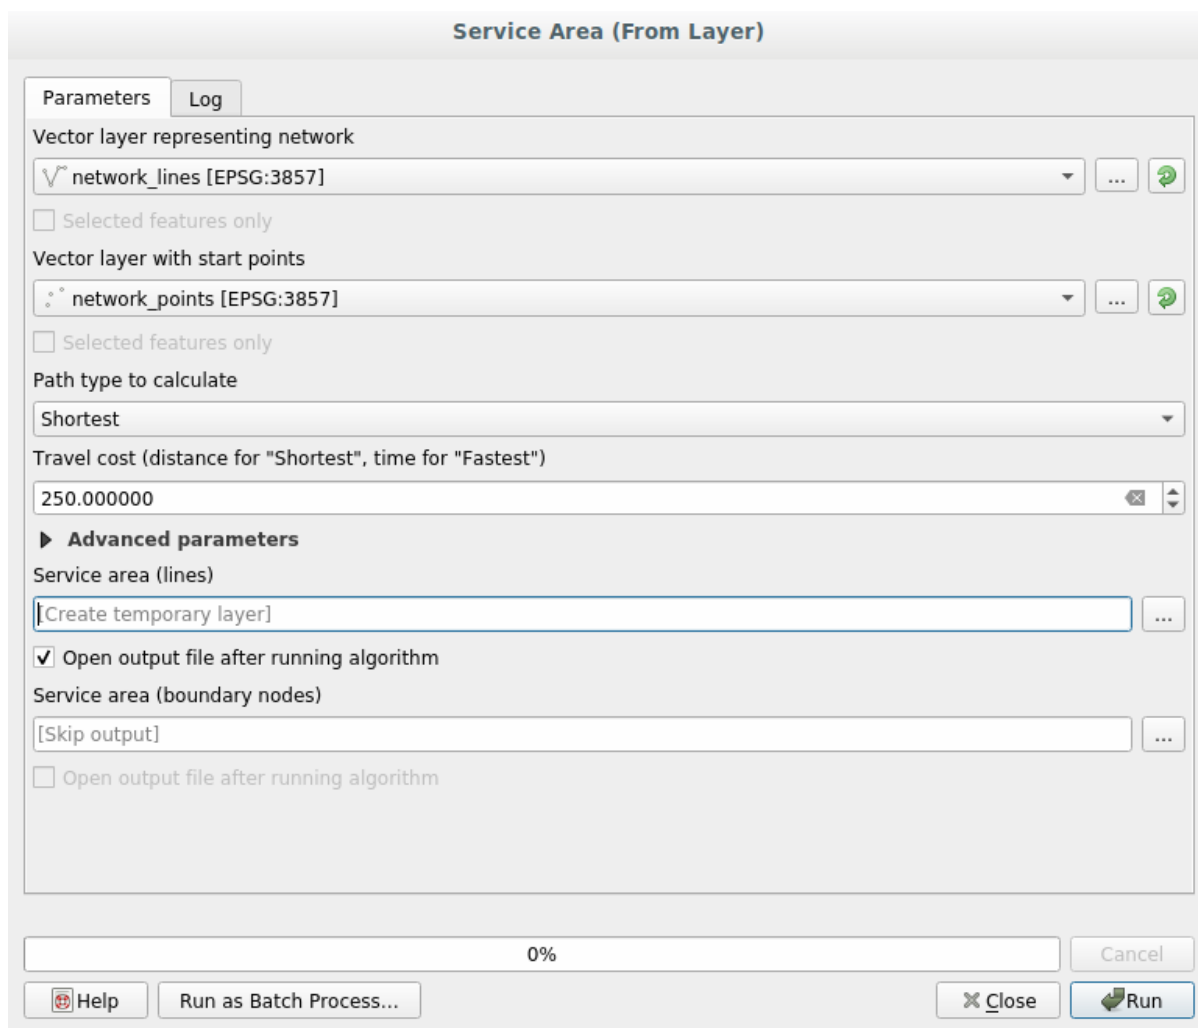 Service Area (From Layer)
Parameters Log
Vector layer representing network
network_lines [EPSG:3857] ...
Selected features only
Vector layer with start points
network_points [EPSG:3857] ...
Selected features only
Path type to calculate
Shortest
Travel cost (distance for "Shortest", time for "Fastest")
250.000000
Advanced parameters
Service area (lines)
[Create temporary layer] ...
Open output file after running algorithm
Service area (boundary nodes)
[Skip output] ...
Open output file after running algorithm
0% Cancel
Help Run as Batch Process... Close Run